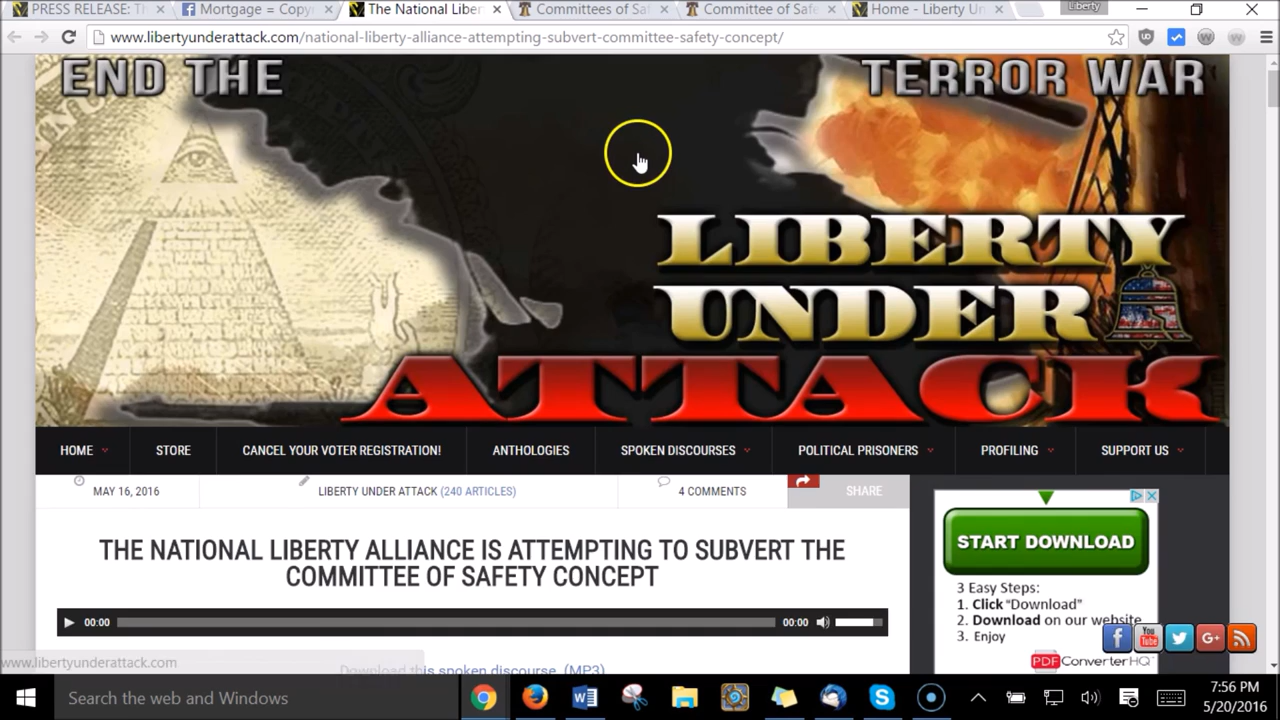 PRESS RELEASE: Th
Mortgage = Copy
The National Liber
Committees of Saf
Committee of Safe
Home - Liberty Un
Liberty
www.libertyunderattack.com/national-liberty-alliance-attempting-subvert-committee-safety-concept/
END THE
TERROR WAR
LIBERTY
UNDER
ATTACK
HOME
STORE
CANCEL YOUR VOTER REGISTRATION!
ANTHOLOGIES
SPOKEN DISCOURSES
POLITICAL PRISONERS
PROFILING
SUPPORT US
MAY 16, 2016
LIBERTY UNDER ATTACK (240 ARTICLES)
4 COMMENTS
SHARE
THE NATIONAL LIBERTY ALLIANCE IS ATTEMPTING TO SUBVERT THE
COMMITTEE OF SAFETY CONCEPT
00:00
00:00
START DOWNLOAD
3 Easy Steps:
1. Click "Download"
2. Download on our website
3. Enjoy
PDF ConverterHQ
You
Tube
www.libertyunderattack.com
Download this spoken discourse. (MP3)
Search the web and Windows
7:56 PM
5/20/2016